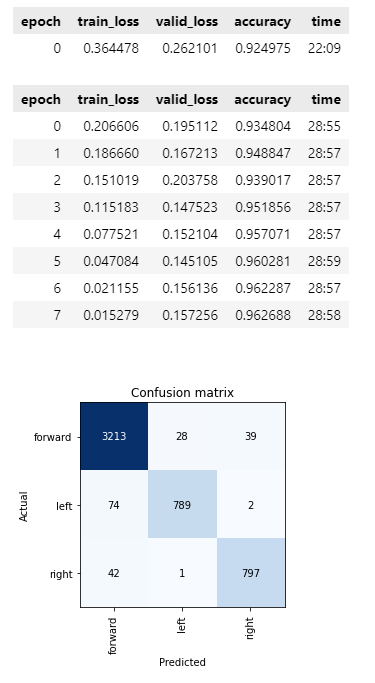 epoch train_loss valid_loss accuracy time
0 0.364478 0.262101 0.924975 22:09
epoch train_loss valid_loss accuracy time
0 0.206606 0.195112 0.934804 28:55
1 0.186660 0.167213 0.948847 28:57
2 0.151019 0.203758 0.939017 28:57
3 0.115183 0.147523 0.951856 28:57
4 0.077521 0.152104 0.957071 28:57
5 0.047084 0.145105 0.960281 28:59
6 0.021155 0.156136 0.962287 28:57
7 0.015279 0.157256 0.962688 28:58
Confusion matrix
forward 3213 28 39
Actual
left 74 789 2
right 42 1 797
forward left right
Predicted